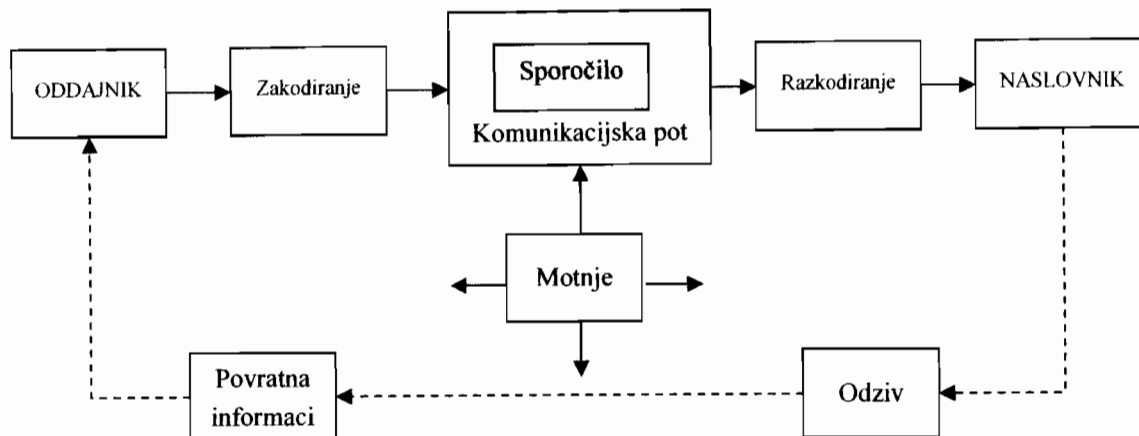 ODDAJNIK
Zakodiranje
Sporočilo
Komunikacijska pot
Razkodiranje
NASLOVNIK
Motnje
Povratna
informaci
Odziv